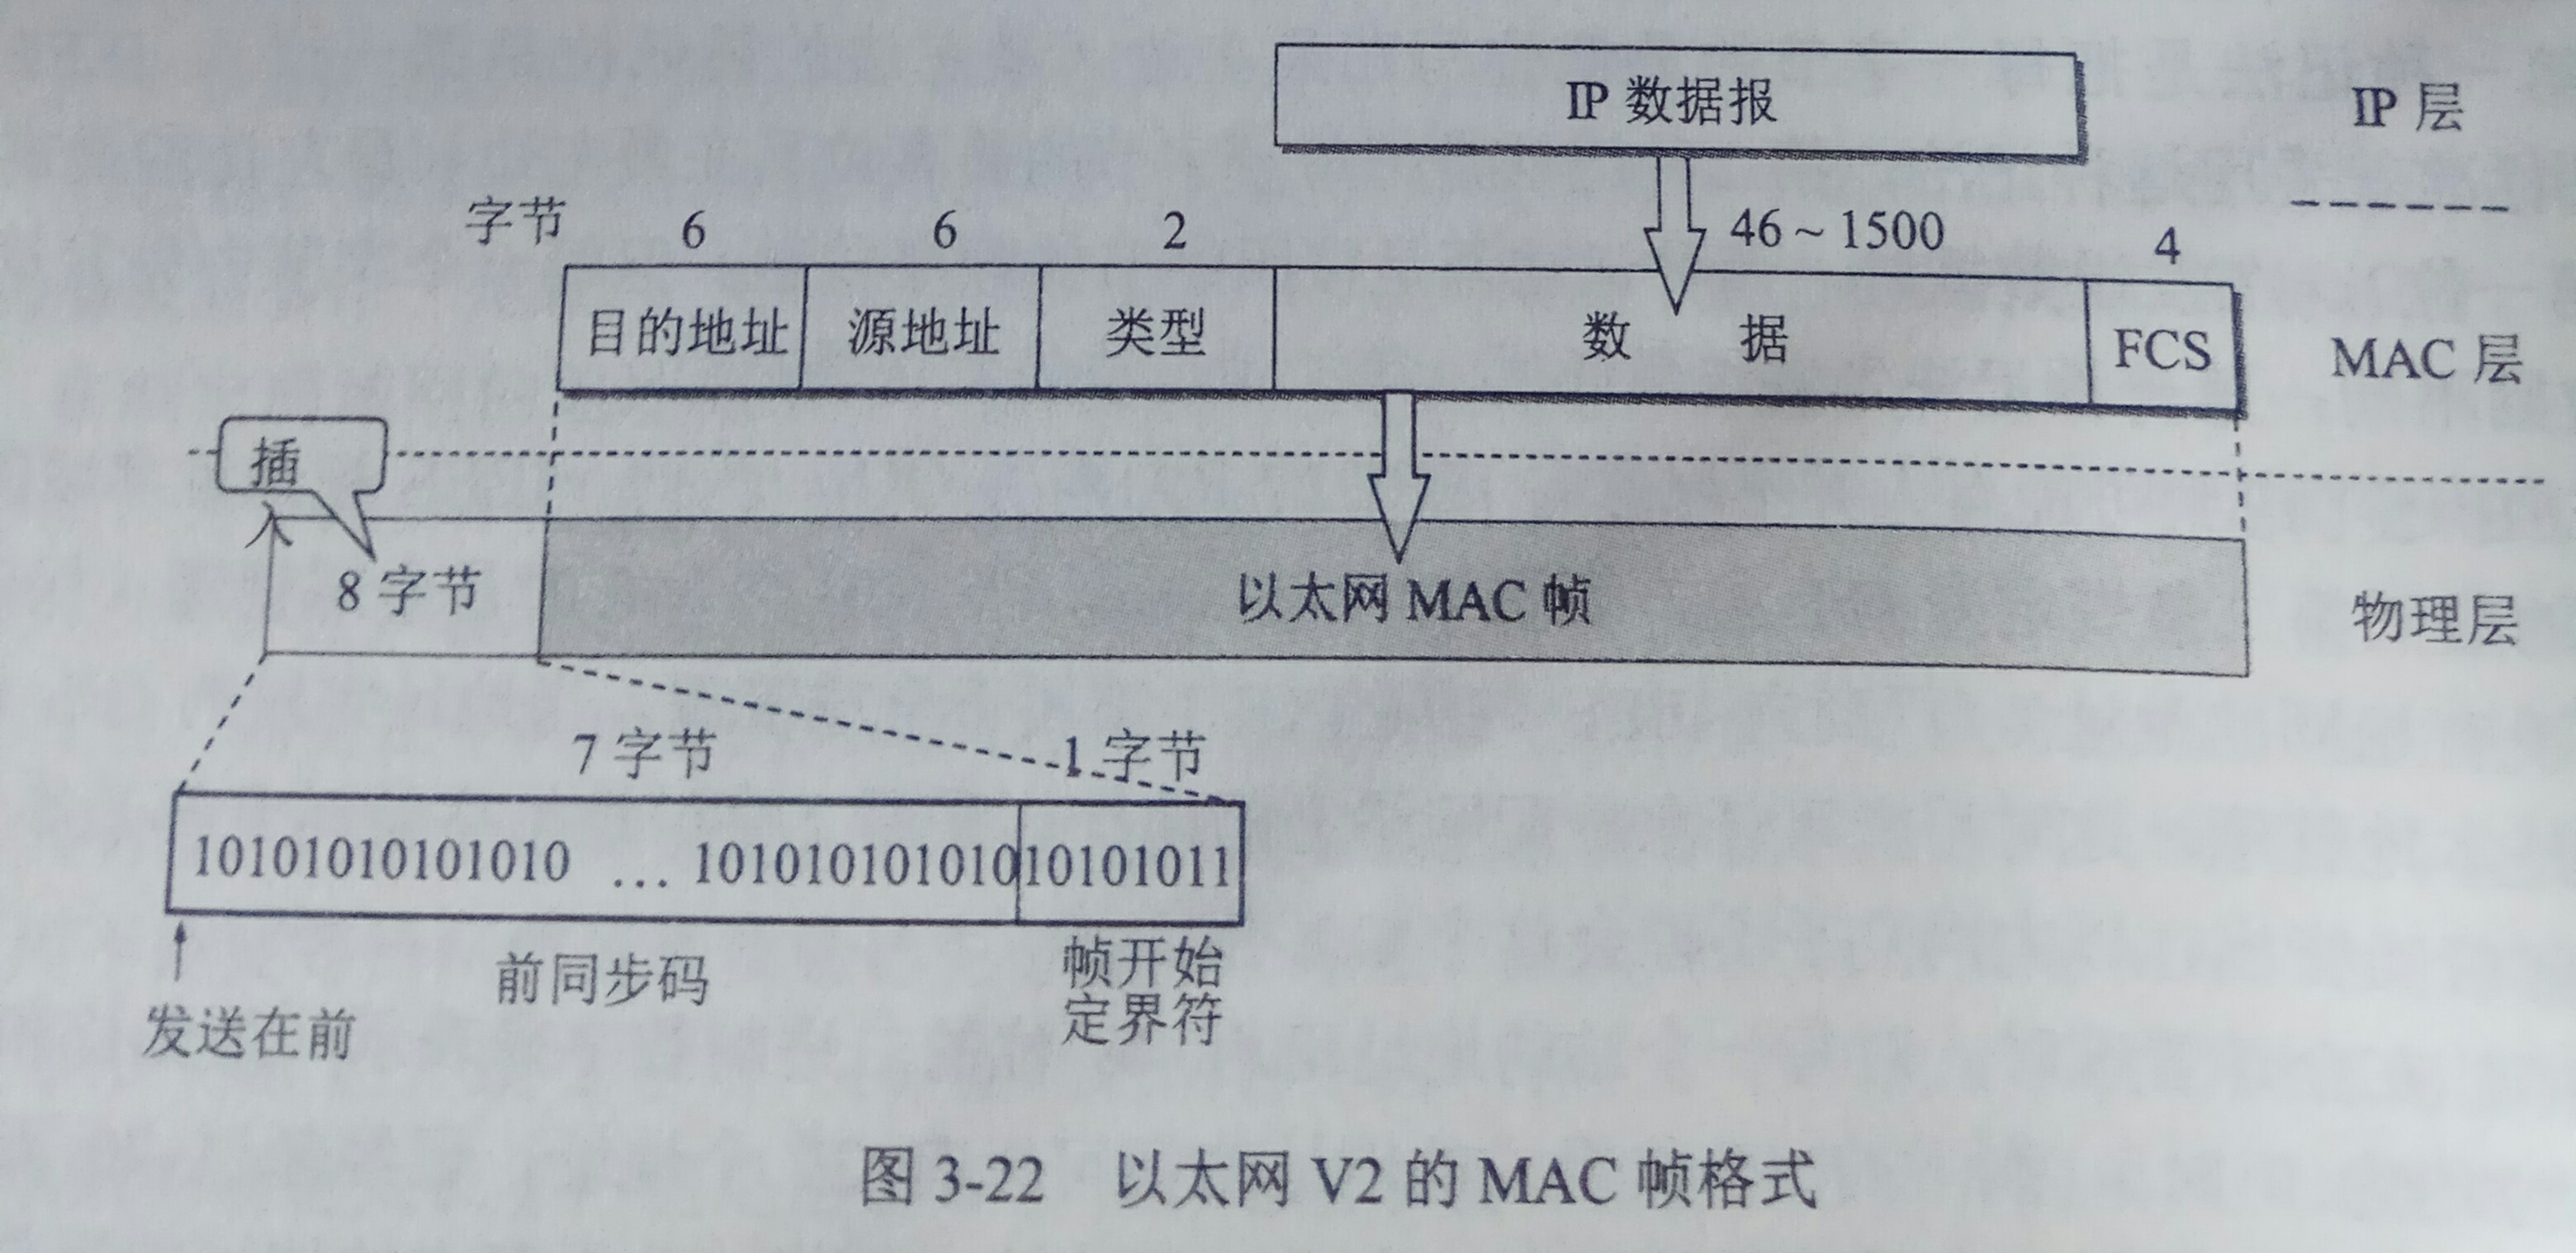 IP 数据报
IP 层
字节 6 6 2 46~1500 4
目的地址 源地址 类型 数 据 FCS
MAC 层
插
入
8 字节
以太网 MAC 帧
物理层
7 字节 1 字节
10101010101010 … 101010101010 10101011
发送在前
前同步码
帧开始
定界符
图 3-22 以太网 V2 的 MAC 帧格式